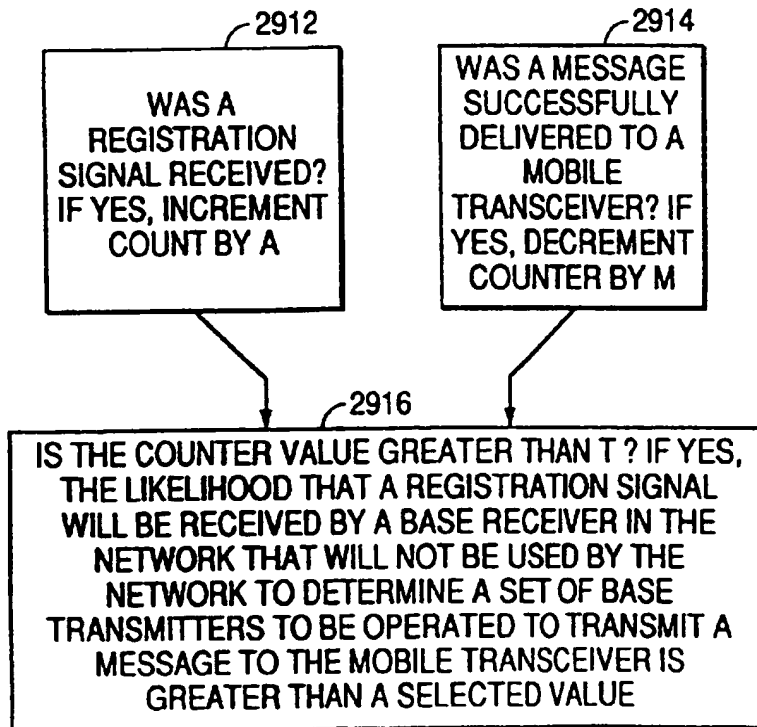 2912
WAS A
REGISTRATION
SIGNAL RECEIVED?
IF YES, INCREMENT
COUNT BY A
2914
WAS A MESSAGE
SUCCESSFULLY
DELIVERED TO A
MOBILE
TRANSCEIVER? IF
YES, DECREMENT
COUNTER BY M
2916
IS THE COUNTER VALUE GREATER THAN T ? IF YES,
THE LIKELIHOOD THAT A REGISTRATION SIGNAL
WILL BE RECEIVED BY A BASE RECEIVER IN THE
NETWORK THAT WILL NOT BE USED BY THE
NETWORK TO DETERMINE A SET OF BASE
TRANSMITTERS TO BE OPERATED TO TRANSMIT A
MESSAGE TO THE MOBILE TRANSCEIVER IS
GREATER THAN A SELECTED VALUE